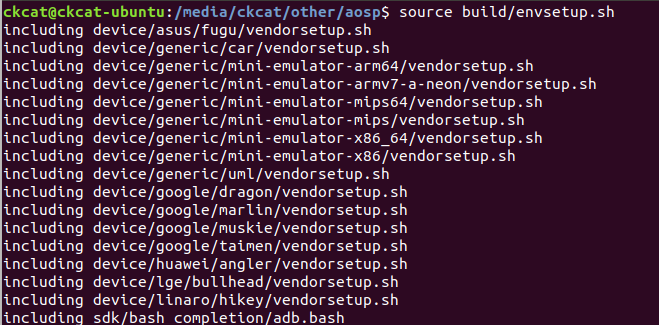 ckcat@ckcat-ubuntu:/media/ckcat/other/aosp$ source build/envsetup.sh
including device/asus/fugu/vendorsetup.sh
including device/generic/car/vendorsetup.sh
including device/generic/mini-emulator-arm64/vendorsetup.sh
including device/generic/mini-emulator-armv7-a-neon/vendorsetup.sh
including device/generic/mini-emulator-mips64/vendorsetup.sh
including device/generic/mini-emulator-mips/vendorsetup.sh
including device/generic/mini-emulator-x86_64/vendorsetup.sh
including device/generic/mini-emulator-x86/vendorsetup.sh
including device/generic/uml/vendorsetup.sh
including device/google/dragon/vendorsetup.sh
including device/google/marlin/vendorsetup.sh
including device/google/muskie/vendorsetup.sh
including device/google/taimen/vendorsetup.sh
including device/huawei/angler/vendorsetup.sh
including device/lge/bullhead/vendorsetup.sh
including device/linaro/hikey/vendorsetup.sh
including sdk/bash_completion/adb.bash